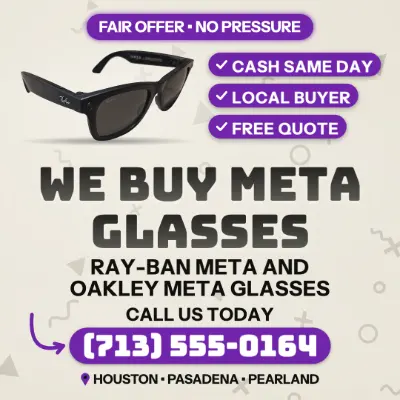 FAIR OFFER • NO PRESSURE
✓ CASH SAME DAY
✓ LOCAL BUYER
✓ FREE QUOTE
WE BUY META
GLASSES
RAY-BAN META AND
OAKLEY META GLASSES
CALL US TODAY
(713) 555-0164
HOUSTON • PASADENA • PEARLAND